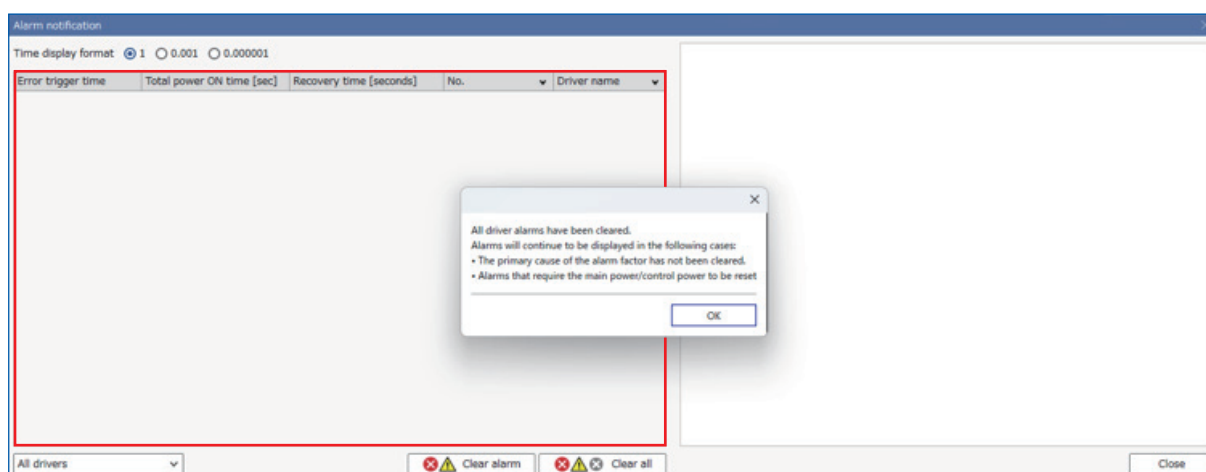 Alarm notification
Time display format 1 0.001 0.000001
Error trigger time Total power ON time [sec] Recovery time [seconds] No. Driver name
All driver alarms have been cleared.
Alarms will continue to be displayed in the following cases:
• The primary cause of the alarm factor has not been cleared.
• Alarms that require the main power/control power to be reset
OK
All drivers Clear alarm Clear all Close